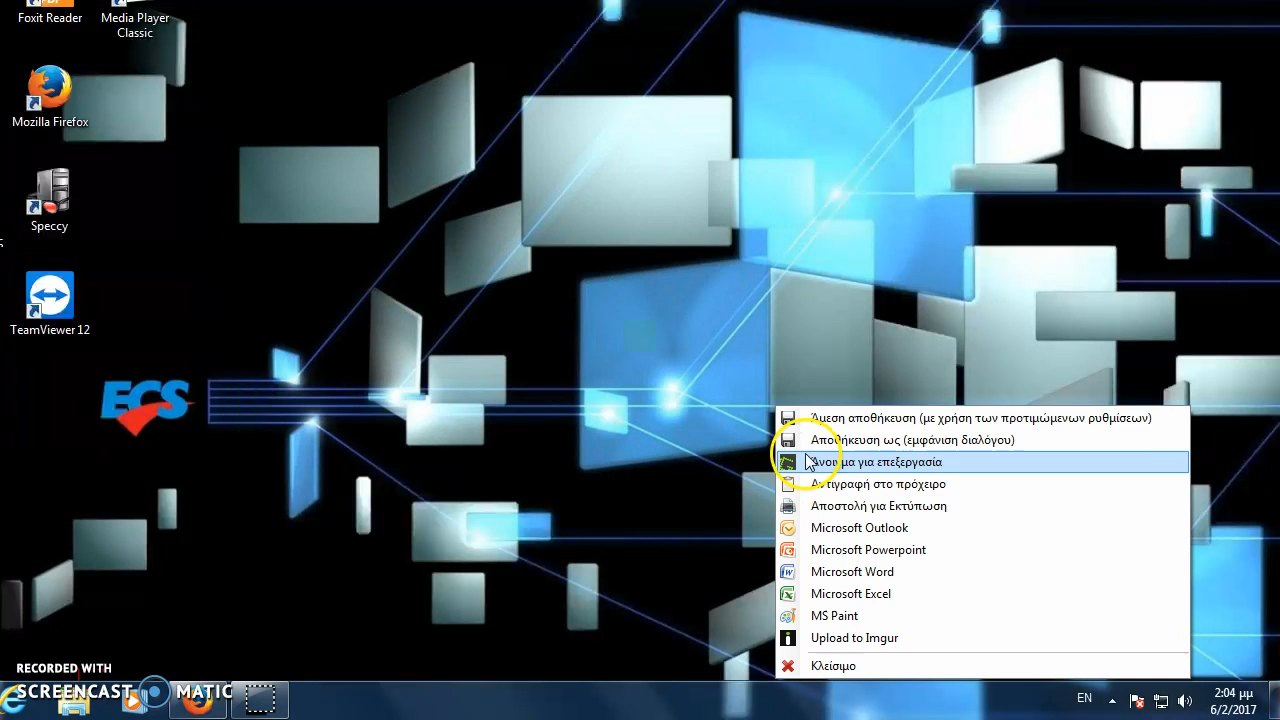 Foxit Reader
Media Player
Classic
Mozilla Firefox
Speccy
TeamViewer 12
ECS
Άμεση αποθήκευση (με χρήση των προτιμώμενων ρυθμίσεων)
Αποθήκευση ως (εμφάνιση διαλόγου)
Άνοιγμα για επεξεργασία
Αντιγραφή στο πρόχειρο
Αποστολή για Εκτύπωση
Microsoft Outlook
Microsoft Powerpoint
Microsoft Word
Microsoft Excel
MS Paint
Upload to Imgur
Κλείσιμο
RECORDED WITH
SCREENCAST MATIC
EN
2:04 μμ
6/2/2017